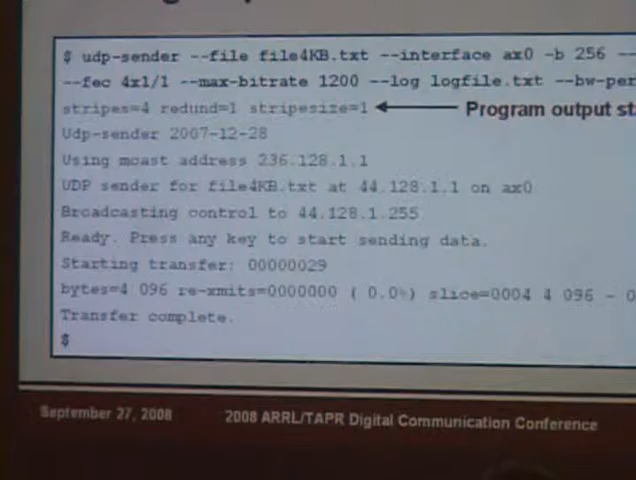 $ udp-sender --file file4KB.txt --interface ax0 -b 256 --
--fec 4x1/1 --max-bitrate 1200 --log logfile.txt --bw-per
stripes=4 redund=1 stripesize=1 Program output st
Udp-sender 2007-12-28
Using mcast address 236.128.1.1
UDP sender for file4KB.txt at 44.128.1.1 on ax0
Broadcasting control to 44.128.1.255
Ready. Press any key to start sending data.
Starting transfer: 00000029
bytes=4 096 re-xmits=0000000 ( 0.0%) slice=0004 4 096 - 0
Transfer complete.
$
September 27, 2008 2008 ARRL/TAPR Digital Communication Conference